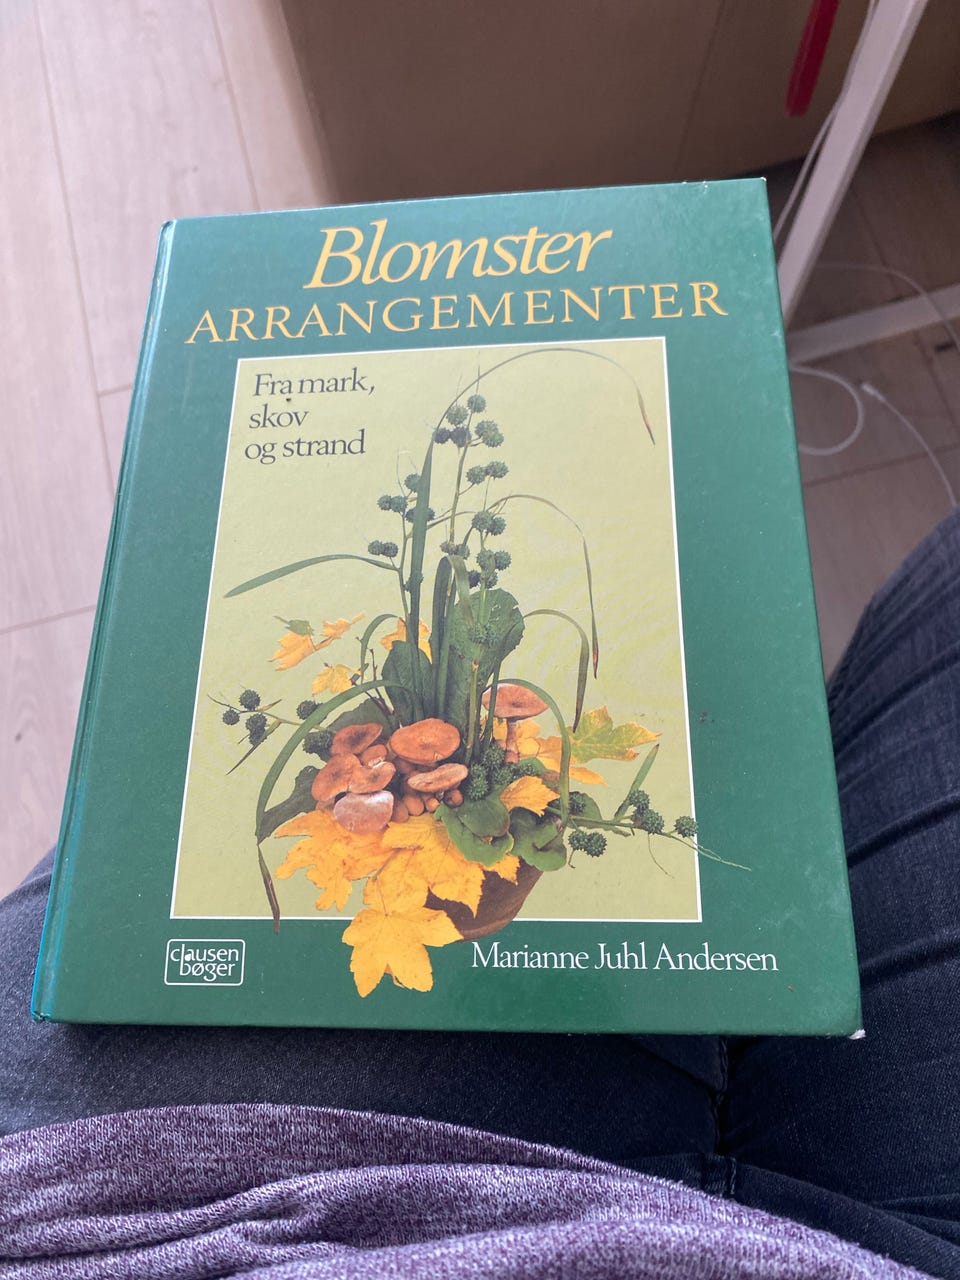 Blomster
ARRANGEMENTER
Fra mark,
skov
og strand
clausen
bøger
Marianne Juhl Andersen